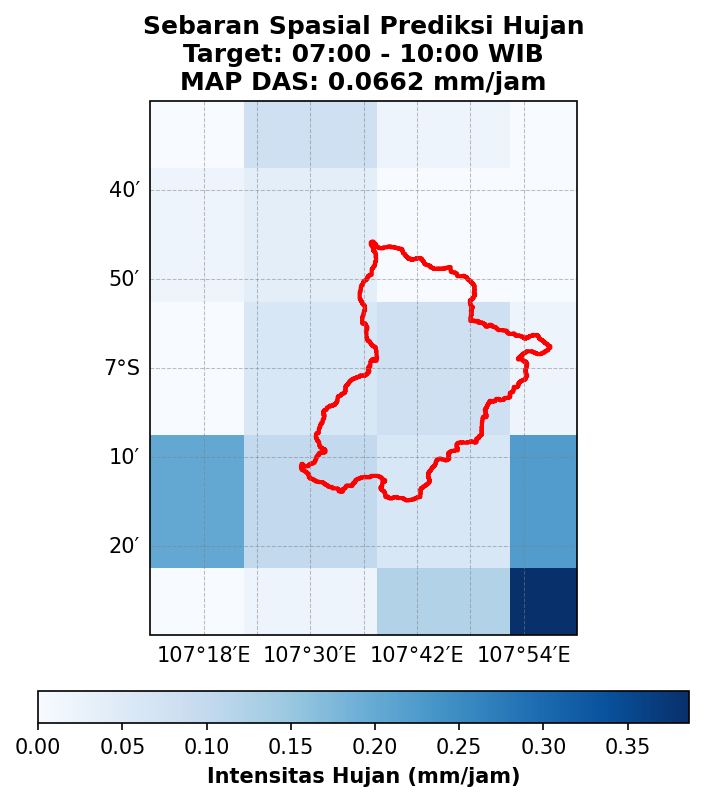 Sebaran Spasial Prediksi Hujan
Target: 07:00 - 10:00 WIB
MAP DAS: 0.0662 mm/jam
40′
50′
7°S
10′
20′
107°18′E 107°30′E 107°42′E 107°54′E
0.00 0.05 0.10 0.15 0.20 0.25 0.30 0.35
Intensitas Hujan (mm/jam)